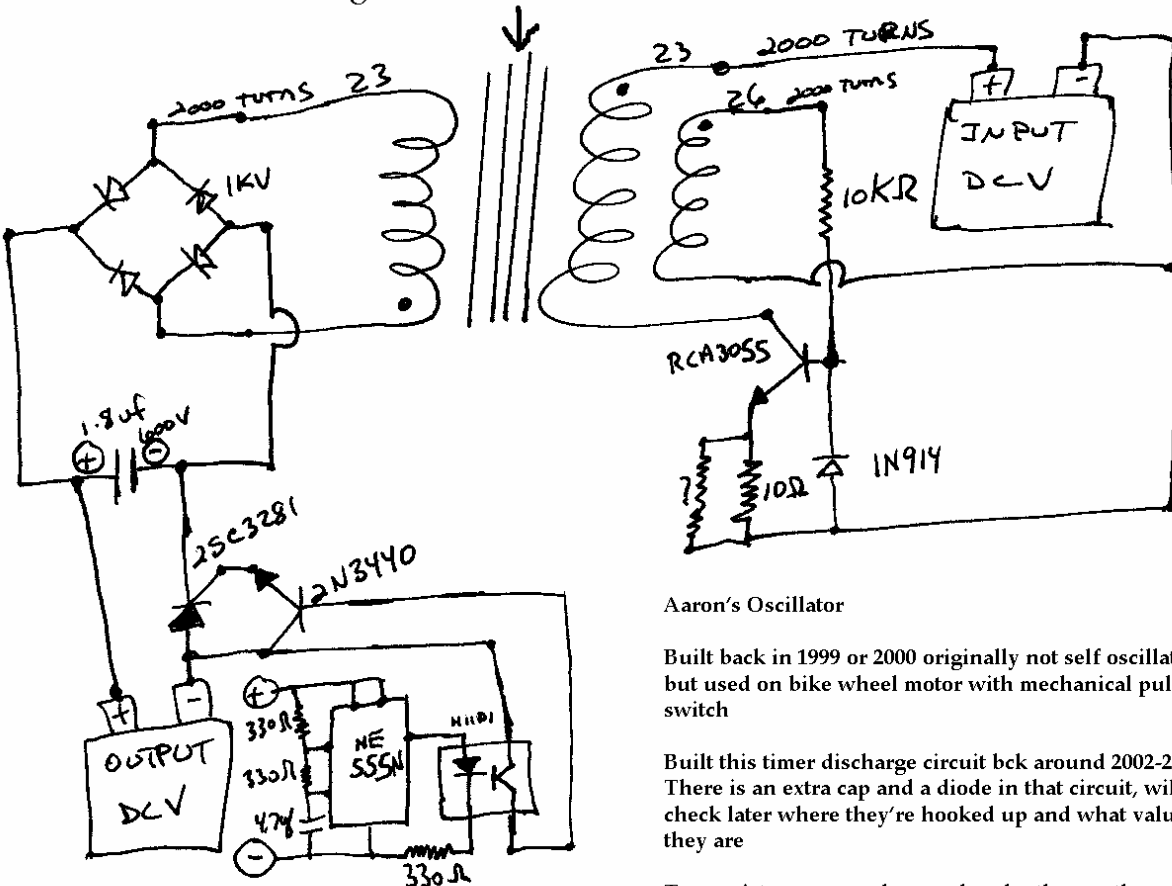 23
2000 TURNS
23
2000 TURNS
26
2000 TURNS
+
-
INPUT
DCV
1KV
10KΩ
RCA3055
1.8uf
600V
+
-
1N914
?
10Ω
2SC3281
2N3440
+
-
OUTPUT
DCV
+
330Ω
330Ω
4.7uf
-
NE
555N
H11D1
330Ω
Aaron's Oscillator
Built back in 1999 or 2000 originally not self oscillat
but used on bike wheel motor with mechanical pul
switch
Built this timer discharge circuit bck around 2002-2
There is an extra cap and a diode in that circuit, wil
check later where they're hooked up and what valu
they are